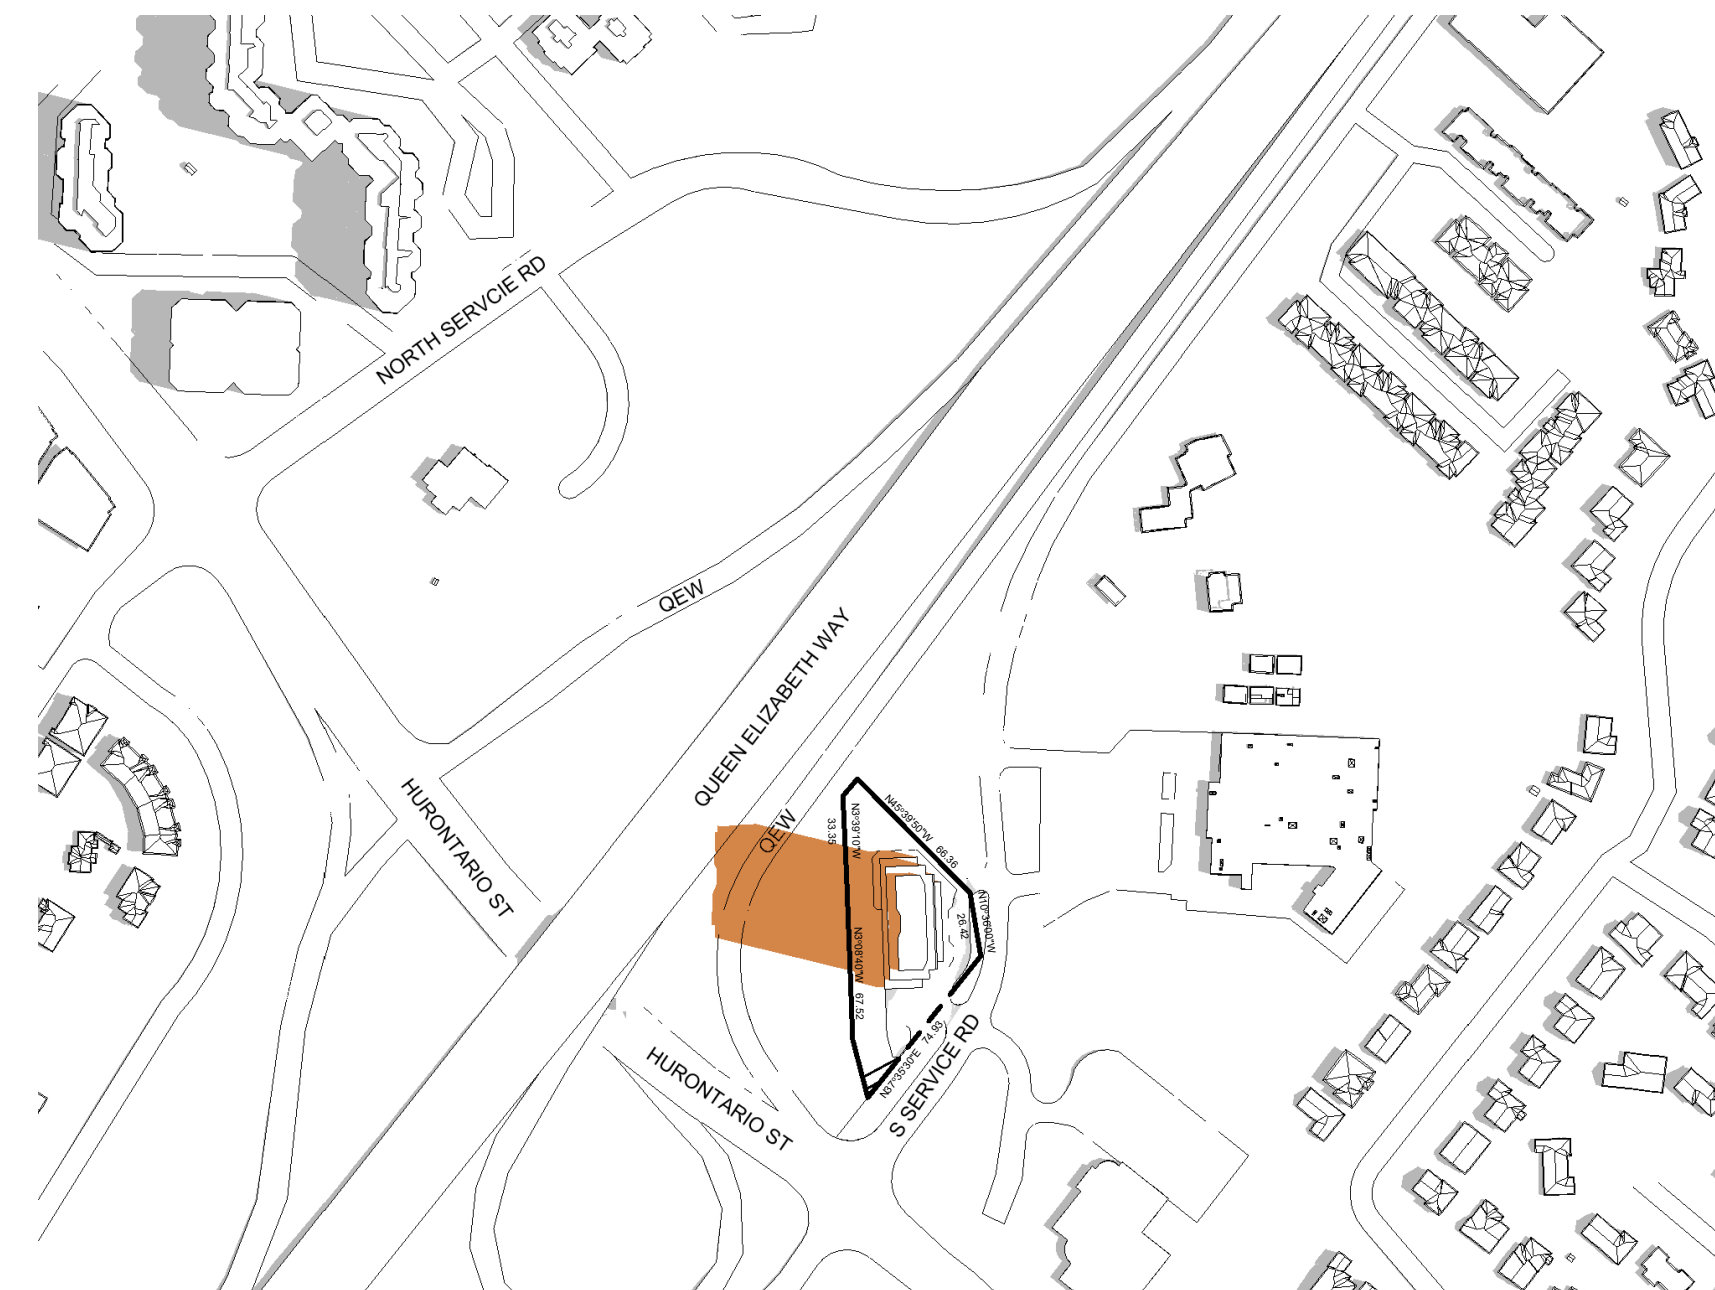 NORTH SERVCIE RD
QEW
QUEEN ELIZABETH WAY
HURONTARIO ST
QEW
N45°39'50"W 66.36
N3°39'10"W
33.35
N10°36'00"W
26.42
N3°08'40"W 67.52
N37°35'30"E 74.93
S SERVICE RD
HURONTARIO ST